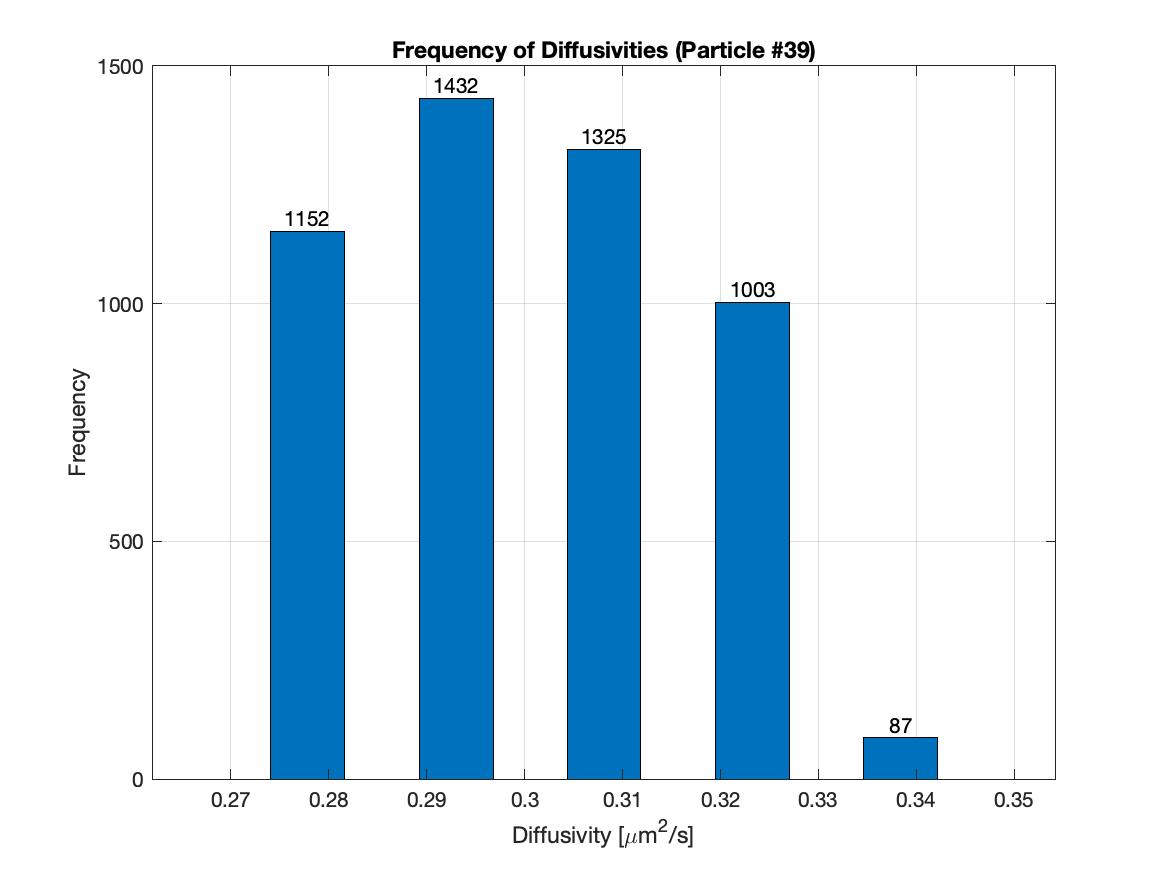 Frequency of Diffusivities (Particle #39)
1500
1432
1325
1152
1003
1000
Frequency
500
87
0
0.27 0.28 0.29 0.3 0.31 0.32 0.33 0.34 0.35
Diffusivity [μm²/s]